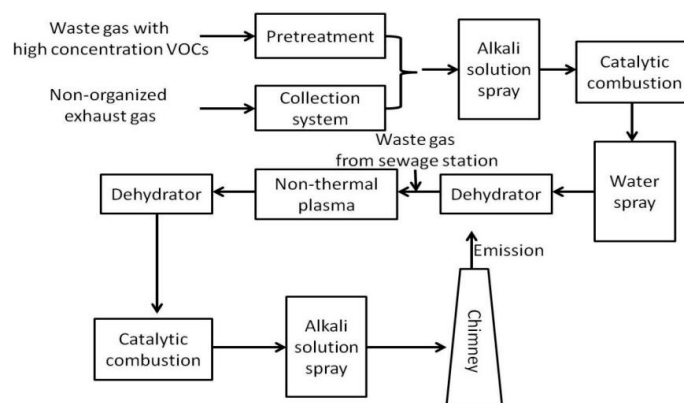 Waste gas with
high concentration VOCs
Pretreatment
Alkali
solution
spray
Catalytic
combustion
Non-organized
exhaust gas
Collection
system
Waste gas
from sewage station
Dehydrator
Non-thermal
plasma
Dehydrator
Water
spray
Emission
Catalytic
combustion
Alkali
solution
spray
Chimney